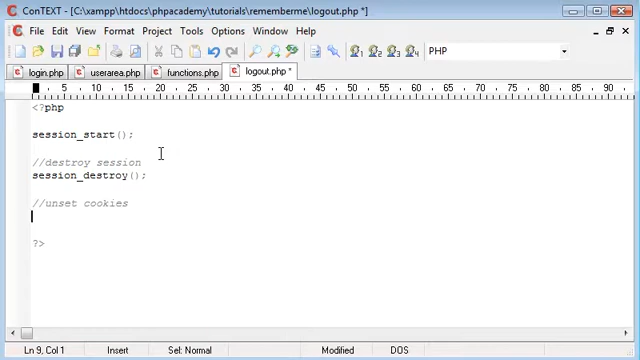 ConTEXT - [C:\xampp\htdocs\phpacademy\tutorials\rememberme\logout.php *]
File Edit View Format Project Tools Options Window Help
PHP
login.php userarea.php functions.php logout.php *
5 10 15 20 25 30 35 40 45 50 55 60 65 70 75 80 85 90
<?php
session_start();
//destroy session
session_destroy();
//unset cookies
?>
Ln 9, Col 1 Insert Sel: Normal Modified DOS